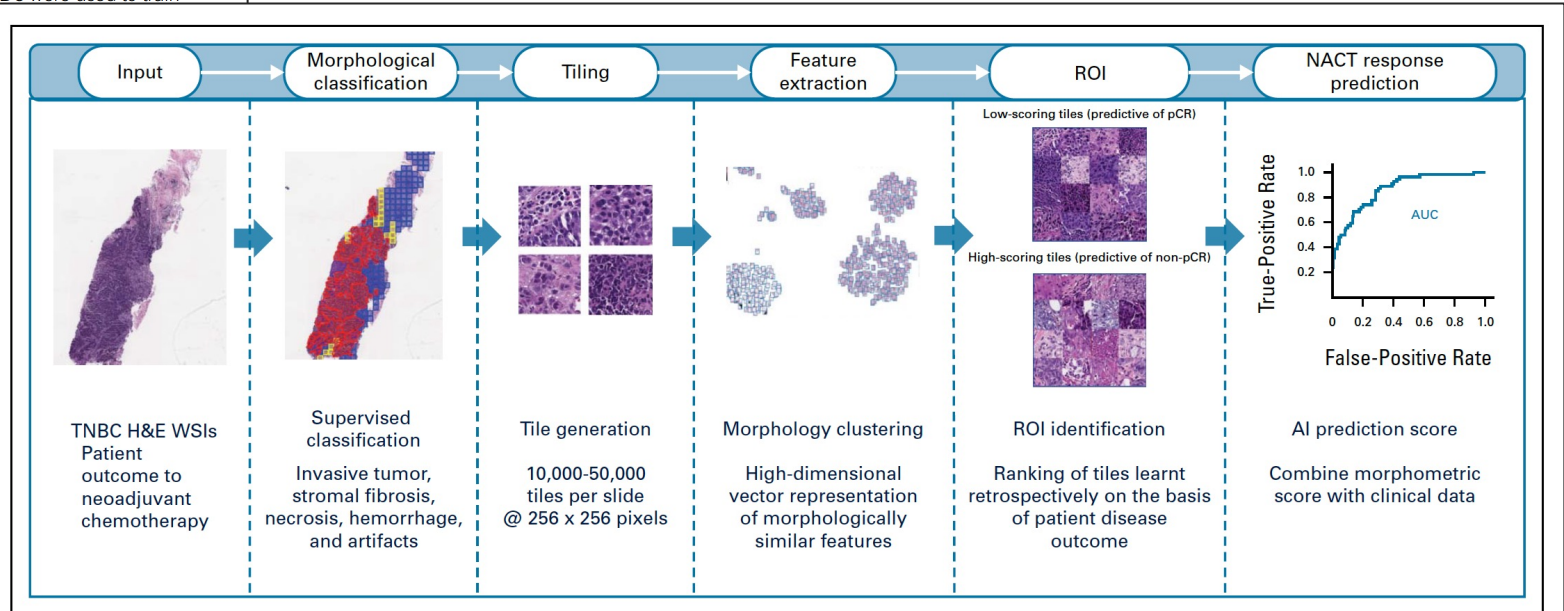 Input
Morphological
classification
Tiling
Feature
extraction
ROI
NACT response
prediction
Low-scoring tiles (predictive of pCR)
High-scoring tiles (predictive of non-pCR)
True-Positive Rate
1.0
0.8
0.6
0.4
0.2
AUC
0 0.2 0.4 0.6 0.8 1.0
False-Positive Rate
TNBC H&E WSIs
Patient
outcome to
neoadjuvant
chemotherapy
Supervised
classification
Invasive tumor,
stromal fibrosis,
necrosis, hemorrhage,
and artifacts
Tile generation
10,000-50,000
tiles per slide
@ 256 x 256 pixels
Morphology clustering
High-dimensional
vector representation
of morphologically
similar features
ROI identification
Ranking of tiles learnt
retrospectively on the basis
of patient disease
outcome
AI prediction score
Combine morphometric
score with clinical data